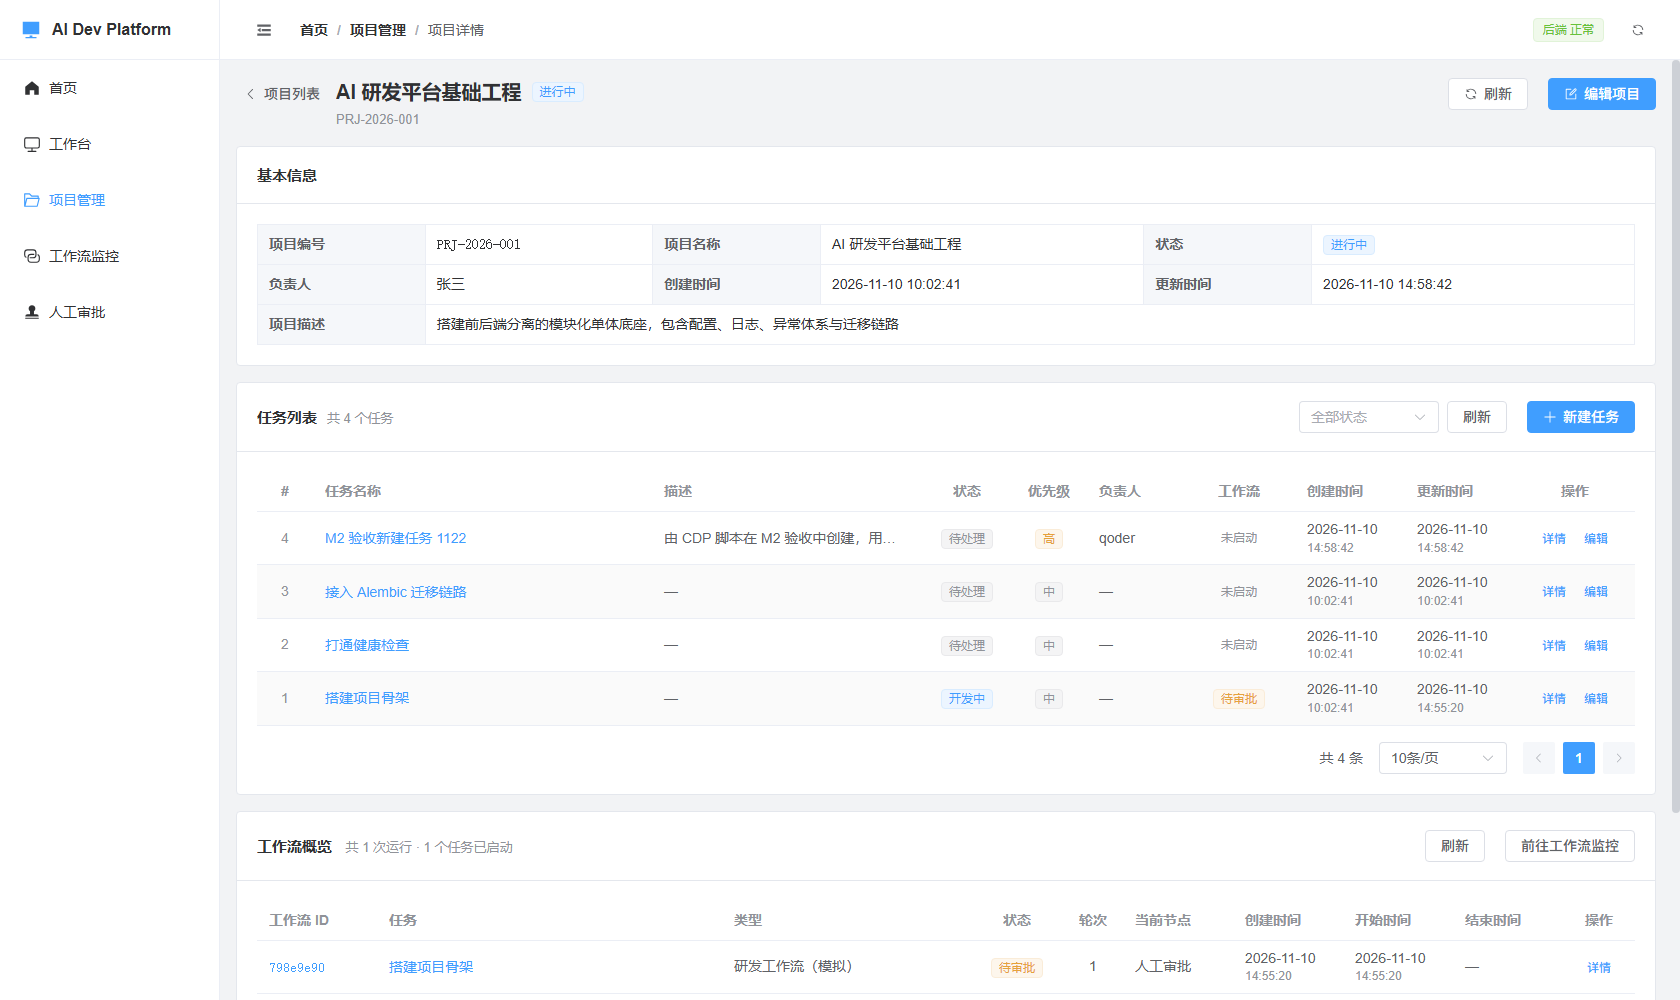 AI Dev Platform
首页 / 项目管理 / 项目详情
后端 正常
首页
工作台
项目管理
工作流监控
人工审批
项目列表
AI 研发平台基础工程 进行中
PRJ-2026-001
刷新
编辑项目
基本信息
项目编号 PRJ-2026-001 项目名称 AI 研发平台基础工程 状态 进行中
负责人 张三 创建时间 2026-11-10 10:02:41 更新时间 2026-11-10 14:58:42
项目描述 搭建前后端分离的模块化单体底座，包含配置、日志、异常体系与迁移链路
任务列表 共 4 个任务 全部状态 刷新 新建任务
# 任务名称 描述 状态 优先级 负责人 工作流 创建时间 更新时间 操作
4 M2 验收新建任务 1122 由 CDP 脚本在 M2 验收中创建，用… 待处理 高 qoder 未启动 2026-11-10 14:58:42 2026-11-10 14:58:42 详情 编辑
3 接入 Alembic 迁移链路 — 待处理 中 — 未启动 2026-11-10 10:02:41 2026-11-10 10:02:41 详情 编辑
2 打通健康检查 — 待处理 中 — 未启动 2026-11-10 10:02:41 2026-11-10 10:02:41 详情 编辑
1 搭建项目骨架 — 开发中 中 — 待审批 2026-11-10 10:02:41 2026-11-10 14:55:20 详情 编辑
共 4 条 10条/页 1
工作流概览 共 1 次运行 · 1 个任务已启动 刷新 前往工作流监控
工作流 ID 任务 类型 状态 轮次 当前节点 创建时间 开始时间 结束时间 操作
798e9e90 搭建项目骨架 研发工作流（模拟） 待审批 1 人工审批 2026-11-10 14:55:20 2026-11-10 14:55:20 — 详情